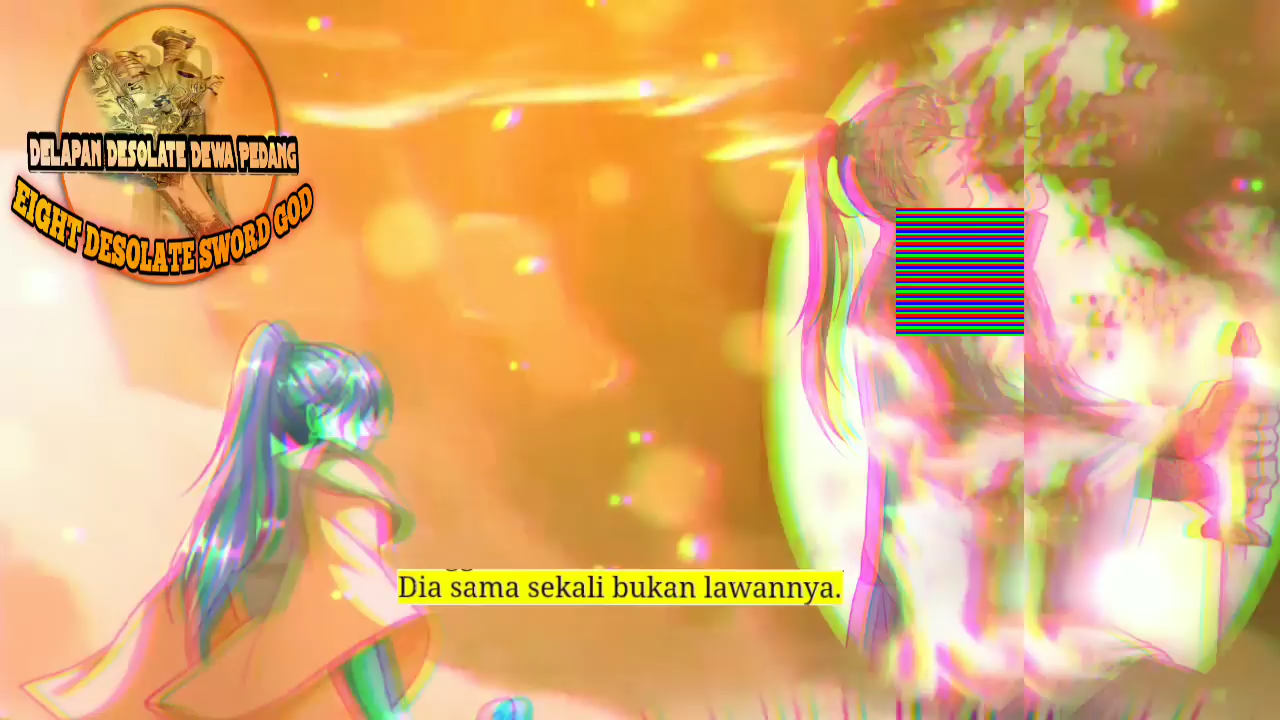 DELAPAN DESOLATE DEWA PEDANG
EIGHT DESOLATE SWORD GOD
Dia sama sekali bukan lawannya.